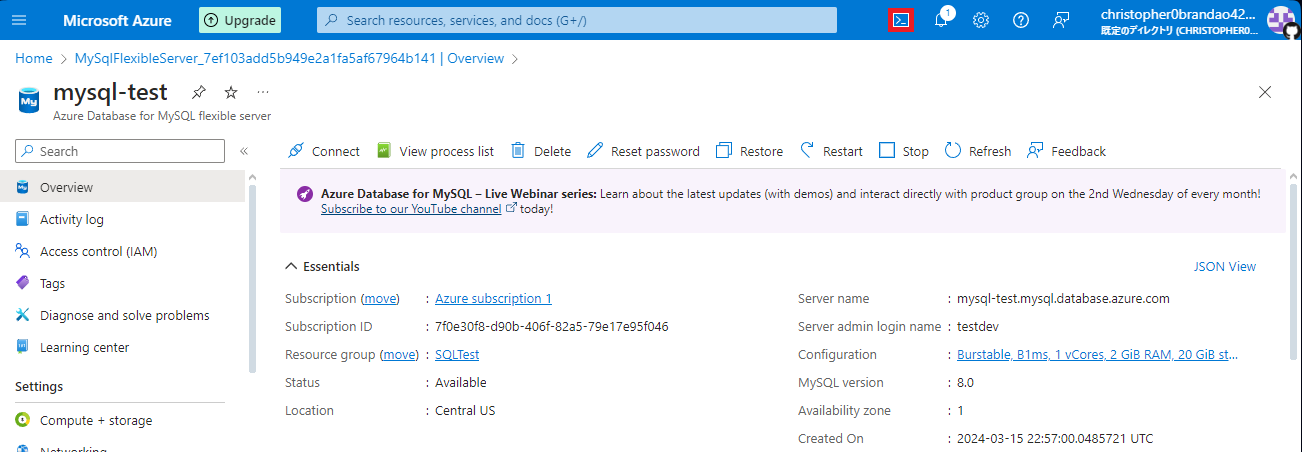 Microsoft Azure
Upgrade
Search resources, services, and docs (G+/)
1
christopher0brandao42...
既定のディレクトリ (CHRISTOPHER0...
Home > MySqlFlexibleServer_7ef103add5b949e2a1fa5af67964b141 | Overview >
My
mysql-test
Azure Database for MySQL flexible server
Search
Connect
View process list
Delete
Reset password
Restore
Restart
Stop
Refresh
Feedback
Overview
Activity log
Access control (IAM)
Tags
Diagnose and solve problems
Learning center
Settings
Compute + storage
Networking
Azure Database for MySQL – Live Webinar series: Learn about the latest updates (with demos) and interact directly with product group on the 2nd Wednesday of every month!
Subscribe to our YouTube channel today!
Essentials
JSON View
Subscription (move) : Azure subscription 1
Subscription ID : 7f0e30f8-d90b-406f-82a5-79e17e95f046
Resource group (move) : SQLTest
Status : Available
Location : Central US
Server name : mysql-test.mysql.database.azure.com
Server admin login name : testdev
Configuration : Burstable, B1ms, 1 vCores, 2 GiB RAM, 20 GiB st...
MySQL version : 8.0
Availability zone : 1
Created On : 2024-03-15 22:57:00.0485721 UTC